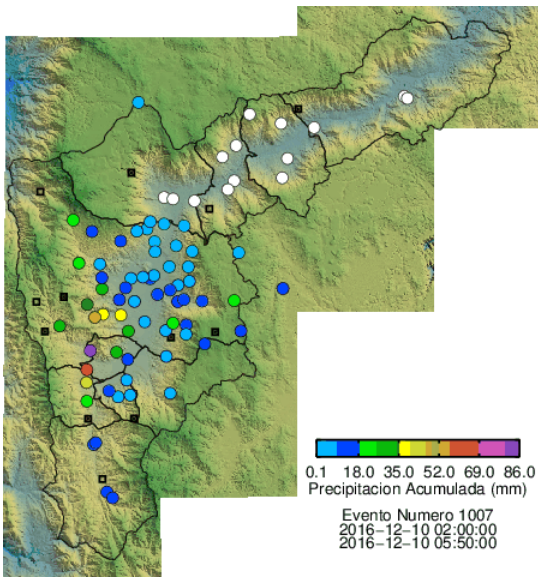 0.1 18.0 35.0 52.0 69.0 86.0
Precipitacion Acumulada (mm)
Evento Numero 1007
2016−12−10 02:00:00
2016−12−10 05:50:00